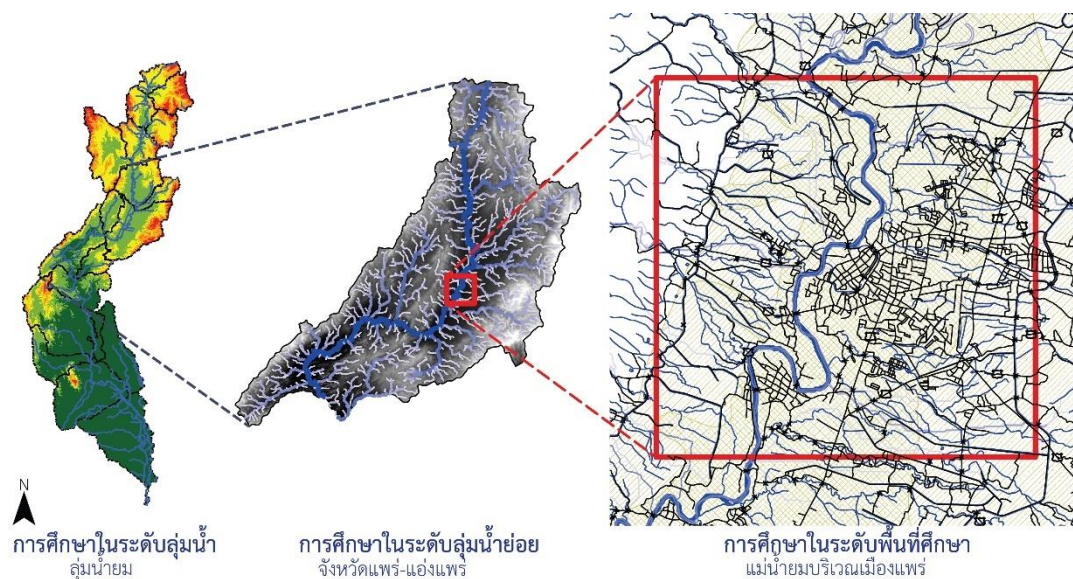 N
การศึกษาในระดับลุ่มน้ำ
ลุ่มน้ำยม
การศึกษาในระดับลุ่มน้ำย่อย
จังหวัดแพร่-แอ่งแพร่
การศึกษาในระดับพื้นที่ศึกษา
แม่น้ำยมบริเวณเมืองแพร่